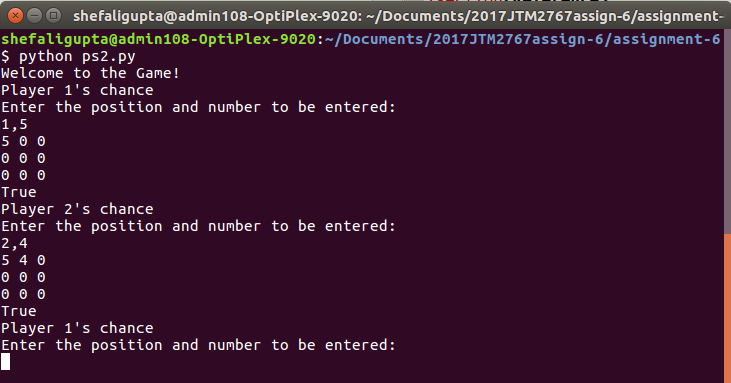 shefaligupta@admin108-OptiPlex-9020: ~/Documents/2017JTM2767assign-6/assignment-
shefaligupta@admin108-OptiPlex-9020:~/Documents/2017JTM2767assign-6/assignment-6
$ python ps2.py
Welcome to the Game!
Player 1's chance
Enter the position and number to be entered:
1,5
5 0 0
0 0 0
0 0 0
True
Player 2's chance
Enter the position and number to be entered:
2,4
5 4 0
0 0 0
0 0 0
True
Player 1's chance
Enter the position and number to be entered: